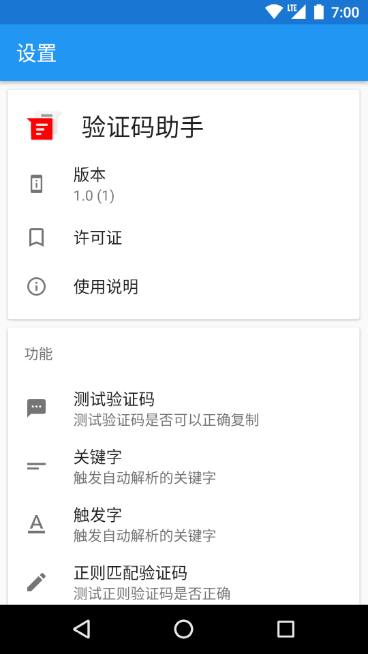 LTE 7:00
设置
验证码助手
版本
1.0 (1)
许可证
使用说明
功能
测试验证码
测试验证码是否可以正确复制
关键字
触发自动解析的关键字
触发字
触发自动解析的关键字
正则匹配验证码
测试正则验证码是否正确